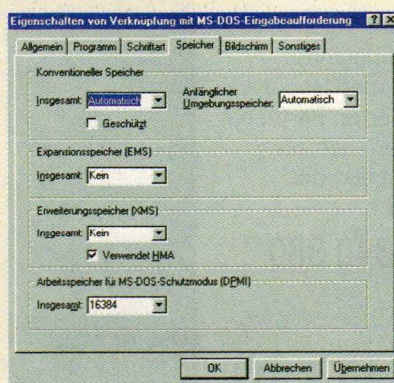 Eigenschaften von Verknüpfung mit MS-DOS-Eingabeaufforderung
Allgemein Programm Schriftart Speicher Bildschirm Sonstiges
Konventioneller Speicher
Insgesamt: Automatisch
Anfänglicher Umgebungsspeicher: Automatisch
Geschützt
Expansionsspeicher (EMS)
Insgesamt: Kein
Erweiterungsspeicher (XMS)
Insgesamt: Kein
Verwendet HMA
Arbeitsspeicher für MS-DOS-Schutzmodus (DPMI)
Insgesamt: 16384
OK Abbrechen Übernehmen